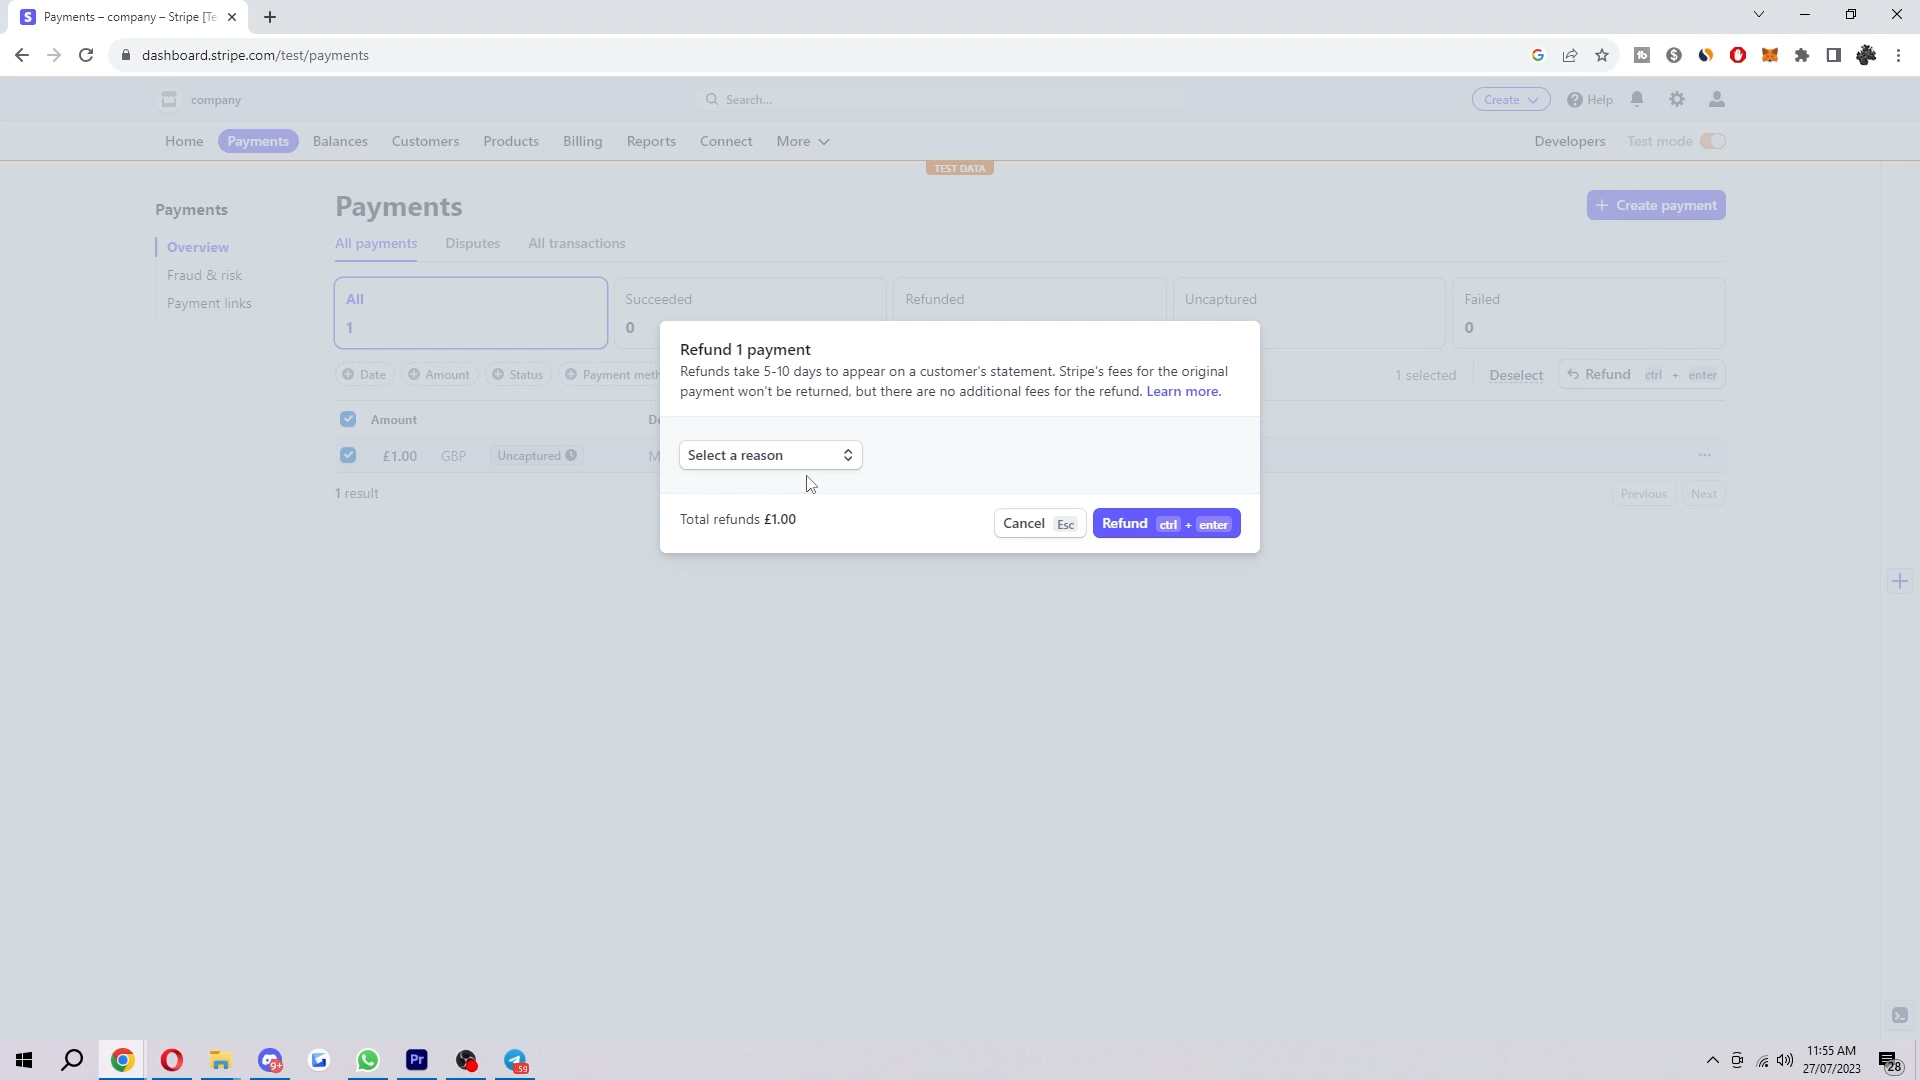 Payments – company – Stripe [Te
dashboard.stripe.com/test/payments
company
Search...
Create
Help
Home
Payments
Balances
Customers
Products
Billing
Reports
Connect
More
Developers
Test mode
TEST DATA
Payments
Overview
Fraud & risk
Payment links
Payments
+ Create payment
All payments
Disputes
All transactions
All
1
Succeeded
0
Refunded
Uncaptured
Failed
0
Date
Amount
Status
Payment meth
1 selected
Deselect
Refund ctrl + enter
Amount
De
£1.00 GBP Uncaptured
M
1 result
Previous
Next
Refund 1 payment
Refunds take 5-10 days to appear on a customer's statement. Stripe's fees for the original
payment won't be returned, but there are no additional fees for the refund. Learn more.
Select a reason
Total refunds £1.00
Cancel Esc
Refund ctrl + enter
9+
Pr
59
11:55 AM
27/07/2023
28